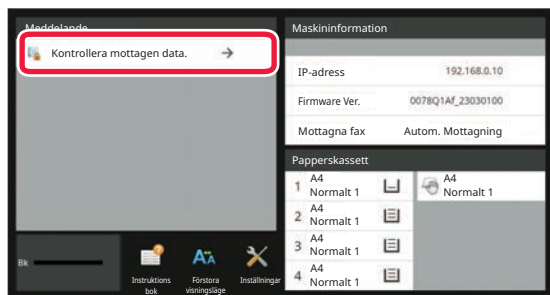 Meddelande
Kontrollera mottagen data.
Maskininformation
IP-adress 192.168.0.10
Firmware Ver. 0078Q1Af_23030100
Mottagna fax Autom. Mottagning
Papperskassett
1 A4
Normalt 1
A4
Normalt 1
2 A4
Normalt 1
3 A4
Normalt 1
4 A4
Normalt 1
Bk
Instruktions
bok
Förstora
visningsläge
Inställningar